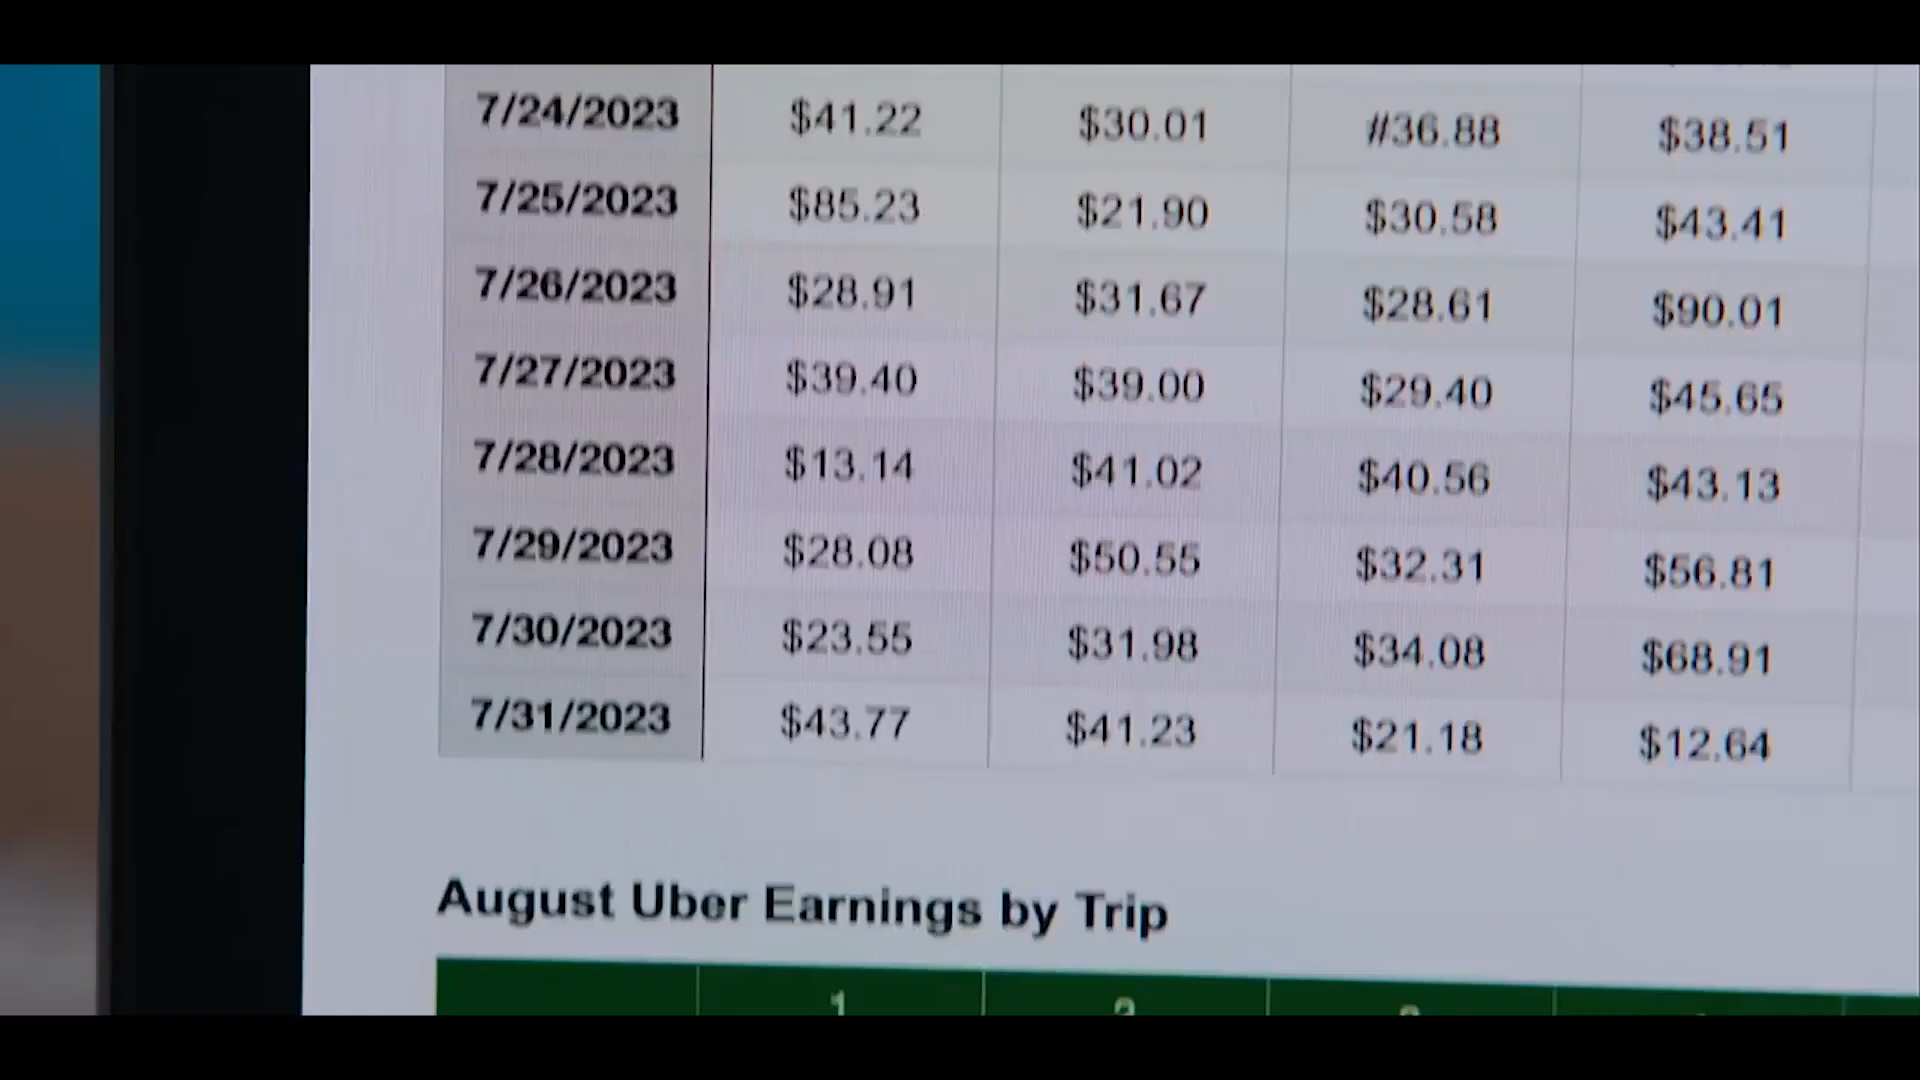 7/24/2023 $41.22 $30.01 #36.88 $38.51
7/25/2023 $85.23 $21.90 $30.58 $43.41
7/26/2023 $28.91 $31.67 $28.61 $90.01
7/27/2023 $39.40 $39.00 $29.40 $45.65
7/28/2023 $13.14 $41.02 $40.56 $43.13
7/29/2023 $28.08 $50.55 $32.31 $56.81
7/30/2023 $23.55 $31.98 $34.08 $68.91
7/31/2023 $43.77 $41.23 $21.18 $12.64
August Uber Earnings by Trip
1